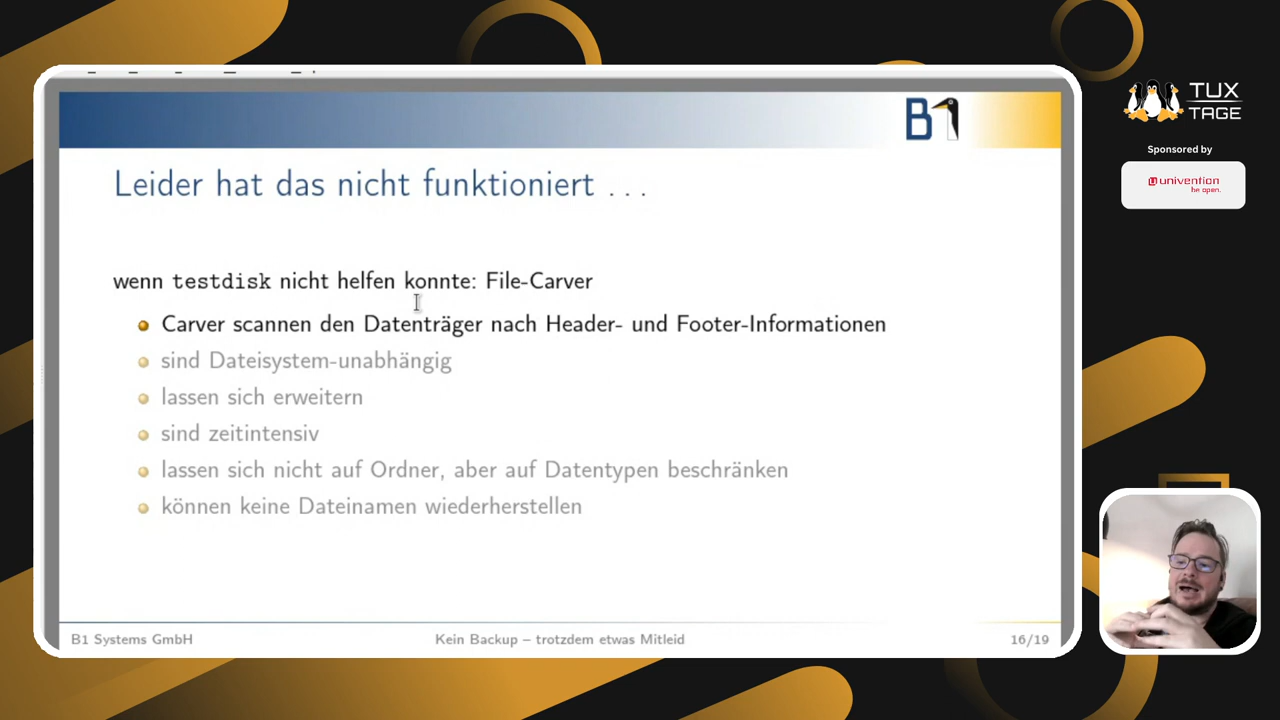 B1
TUX
TAGE
Sponsored by
univention
be open.
Leider hat das nicht funktioniert . . .
wenn testdisk nicht helfen konnte: File-Carver
Carver scannen den Datenträger nach Header- und Footer-Informationen
sind Dateisystem-unabhängig
lassen sich erweitern
sind zeitintensiv
lassen sich nicht auf Ordner, aber auf Datentypen beschränken
können keine Dateinamen wiederherstellen
B1 Systems GmbH
Kein Backup – trotzdem etwas Mitleid
16/19